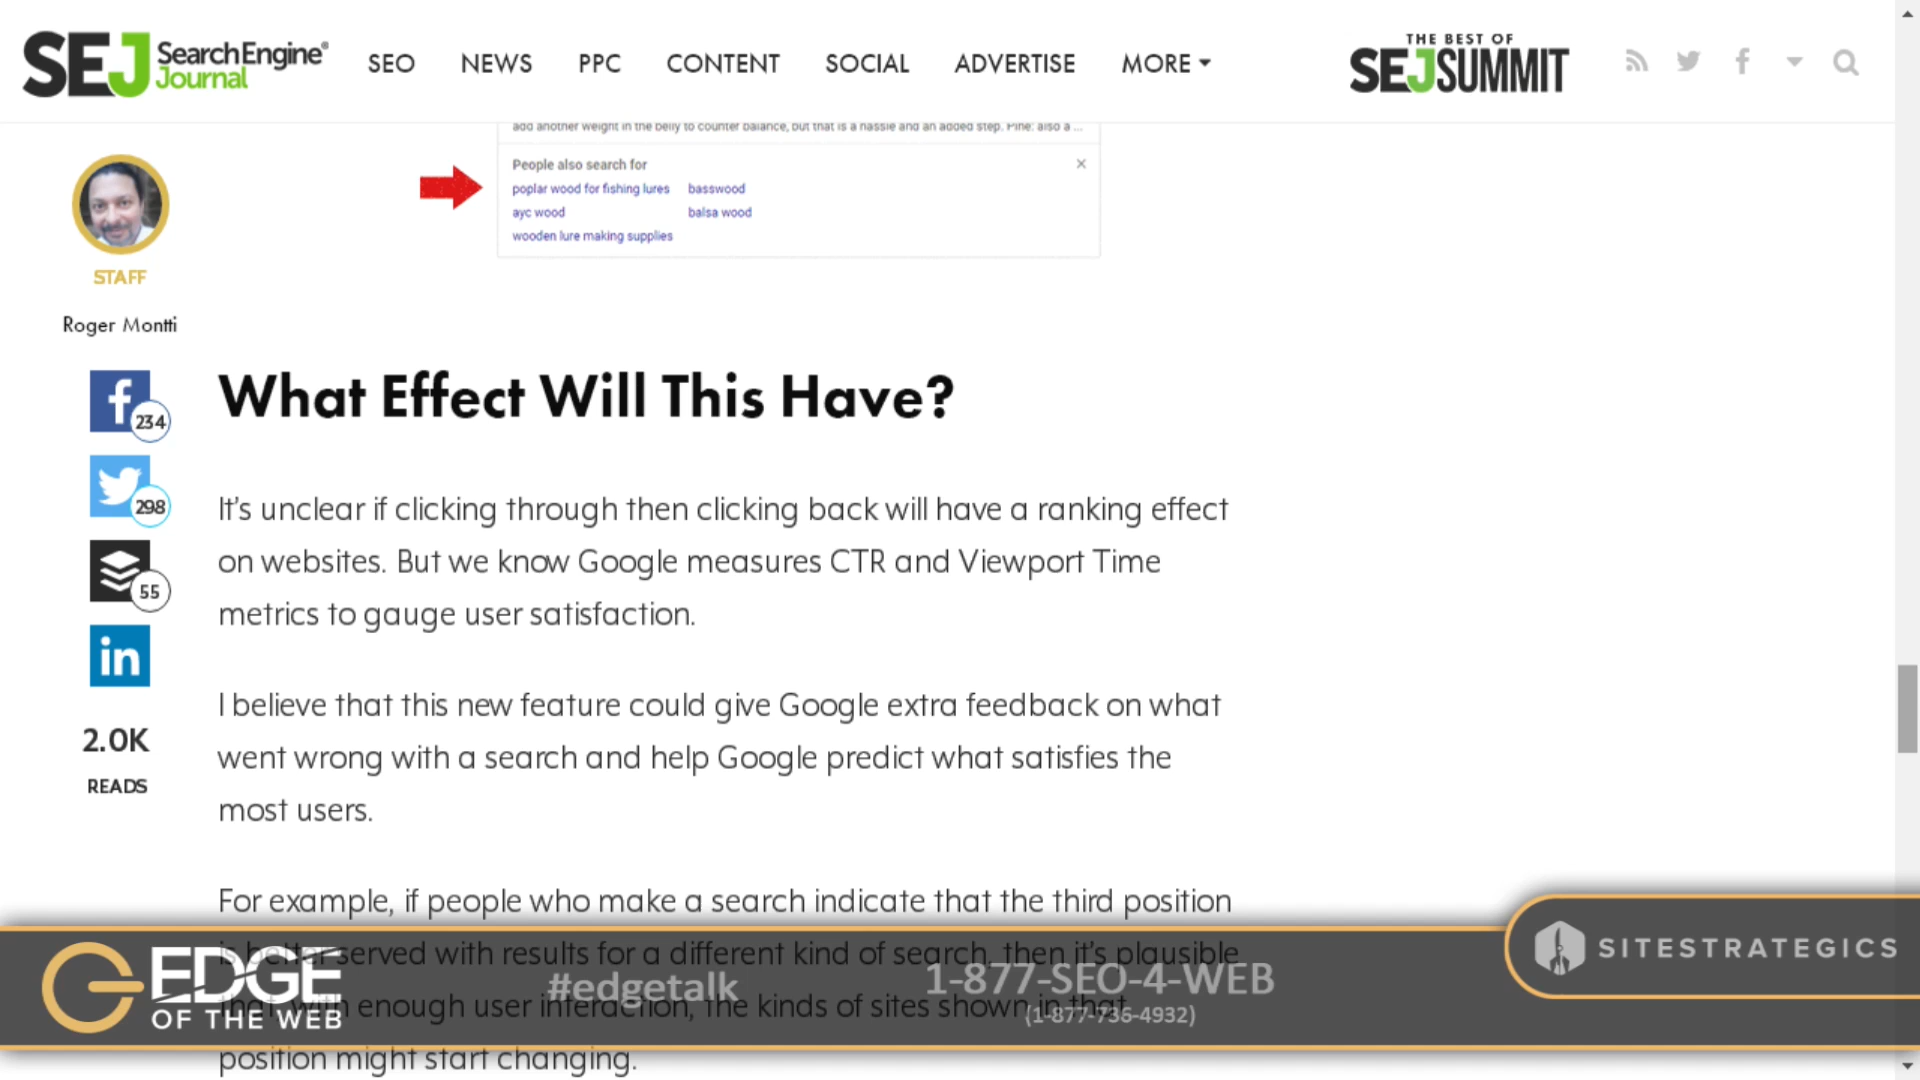 SEJ SearchEngine® Journal SEO NEWS PPC CONTENT SOCIAL ADVERTISE MORE THE BEST OF SEJSUMMIT
add another weight in the belly to counter balance, but that is a hassle and an added step. Pine: also a ...
People also search for
poplar wood for fishing lures basswood
ayc wood balsa wood
wooden lure making supplies
STAFF
Roger Montti
234
298
55
in
2.0K
READS
What Effect Will This Have?
It's unclear if clicking through then clicking back will have a ranking effect
on websites. But we know Google measures CTR and Viewport Time
metrics to gauge user satisfaction.
I believe that this new feature could give Google extra feedback on what
went wrong with a search and help Google predict what satisfies the
most users.
For example, if people who make a search indicate that the third position
is better served with results for a different kind of search, then it's plausible
that with enough user interaction, the kinds of sites shown in that
position might start changing.
EDGE
OF THE WEB
#edgetalk
1-877-SEO-4-WEB
(1-877-736-4932)
SITESTRATEGICS